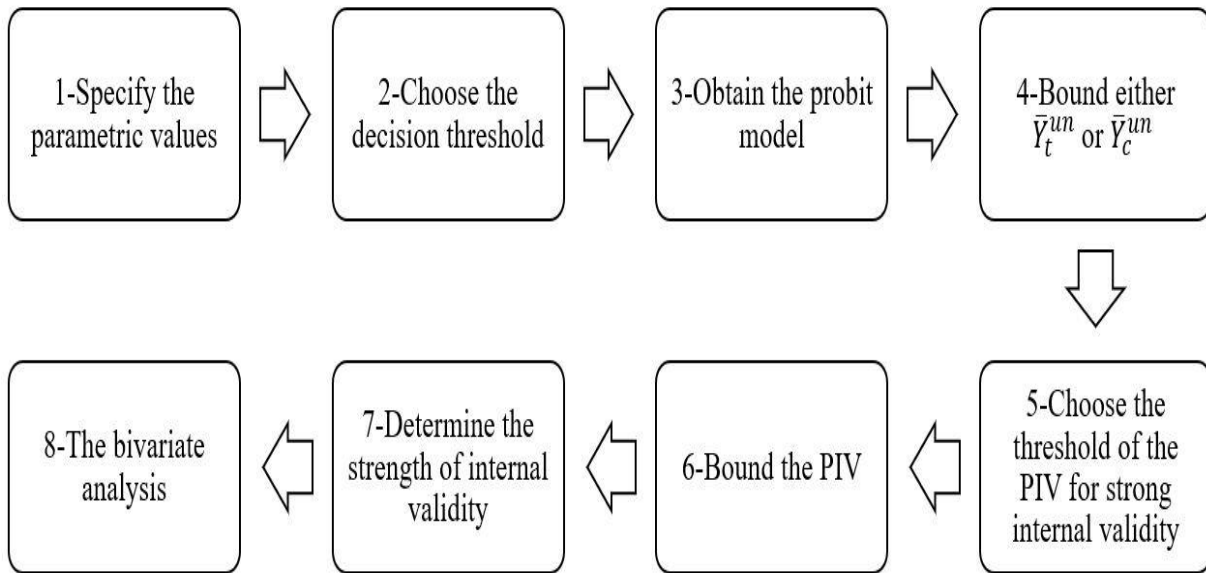 1-Specify the
parametric values
2-Choose the
decision threshold
3-Obtain the probit
model
4-Bound either
Ȳ_t^{un} or Ȳ_c^{un}
5-Choose the
threshold of the
PIV for strong
internal validity
6-Bound the PIV
7-Determine the
strength of internal
validity
8-The bivariate
analysis